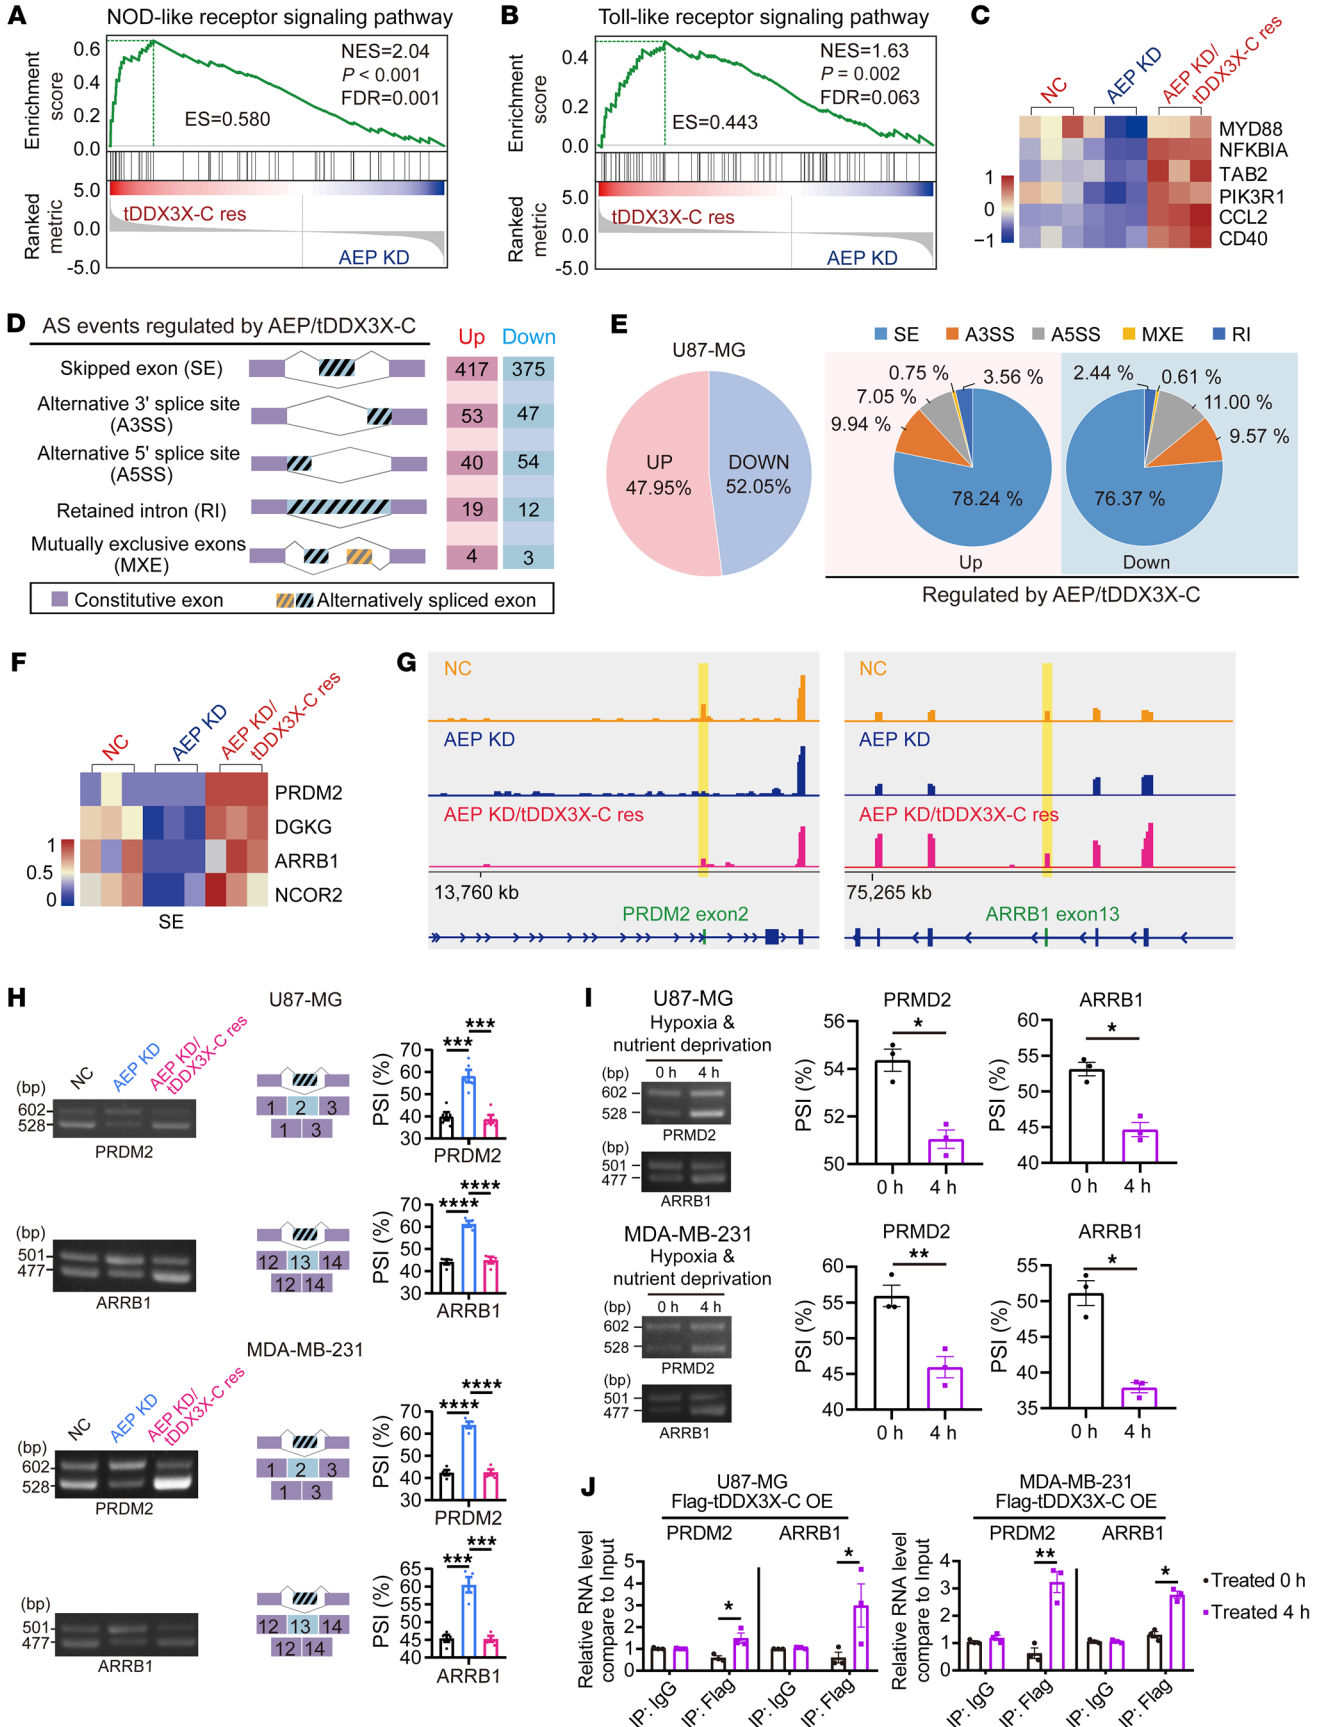 A
NOD-like receptor signaling pathway
Enrichment
score
0.6
0.4
0.2
0.0
NES=2.04
P < 0.001
FDR=0.001
ES=0.580
Ranked
metric
5.0
0.0
-5.0
tDDX3X-C res
AEP KD
B
Toll-like receptor signaling pathway
Enrichment
score
0.4
0.2
0.0
NES=1.63
P = 0.002
FDR=0.063
ES=0.443
Ranked
metric
5.0
0.0
-5.0
tDDX3X-C res
AEP KD
C
NC
AEP KD
AEP KD/
tDDX3X-C res
MYD88
NFKBIA
TAB2
PIK3R1
CCL2
CD40
1
0
−1
D
AS events regulated by AEP/tDDX3X-C
Up
Down
Skipped exon (SE)
417
375
Alternative 3' splice site
(A3SS)
53
47
Alternative 5' splice site
(A5SS)
40
54
Retained intron (RI)
19
12
Mutually exclusive exons
(MXE)
4
3
Constitutive exon
Alternatively spliced exon
E
U87-MG
UP
47.95%
DOWN
52.05%
SE
A3SS
A5SS
MXE
RI
0.75 %
3.56 %
7.05 %
9.94 %
78.24 %
Up
2.44 %
0.61 %
11.00 %
9.57 %
76.37 %
Down
Regulated by AEP/tDDX3X-C
F
NC
AEP KD
AEP KD/
tDDX3X-C res
PRDM2
DGKG
ARRB1
NCOR2
1
0.5
0
SE
G
NC
AEP KD
AEP KD/tDDX3X-C res
13,760 kb
PRDM2 exon2
NC
AEP KD
AEP KD/tDDX3X-C res
75,265 kb
ARRB1 exon13
H
U87-MG
NC
AEP KD
AEP KD/
tDDX3X-C res
(bp)
602
528
PRDM2
1 2 3
1 3
PSI (%)
70
60
50
40
30
***
***
PRDM2
(bp)
501
477
ARRB1
12 13 14
12 14
PSI (%)
70
60
50
40
30
****
****
ARRB1
MDA-MB-231
NC
AEP KD
AEP KD/
tDDX3X-C res
(bp)
602
528
PRDM2
1 2 3
1 3
PSI (%)
70
60
50
40
30
****
****
PRDM2
(bp)
501
477
ARRB1
12 13 14
12 14
PSI (%)
65
60
55
50
45
40
***
***
ARRB1
I
U87-MG
Hypoxia &
nutrient deprivation
(bp)
0 h 4 h
602
528
PRMD2
(bp)
501
477
ARRB1
PRMD2
PSI (%)
56
54
52
50
*
0 h 4 h
ARRB1
PSI (%)
60
55
50
45
40
*
0 h 4 h
MDA-MB-231
Hypoxia &
nutrient deprivation
(bp)
0 h 4 h
602
528
PRMD2
(bp)
501
477
ARRB1
PRMD2
PSI (%)
60
55
50
45
40
**
0 h 4 h
ARRB1
PSI (%)
55
50
45
40
35
*
0 h 4 h
J
U87-MG
Flag-tDDX3X-C OE
PRDM2
ARRB1
Relative RNA level
compare to Input
5
4
3
2
1
0
*
*
IP: IgG
IP: Flag
IP: IgG
IP: Flag
MDA-MB-231
Flag-tDDX3X-C OE
PRDM2
ARRB1
Relative RNA level
compare to Input
4
3
2
1
0
**
*
IP: IgG
IP: Flag
IP: IgG
IP: Flag
Treated 0 h
Treated 4 h